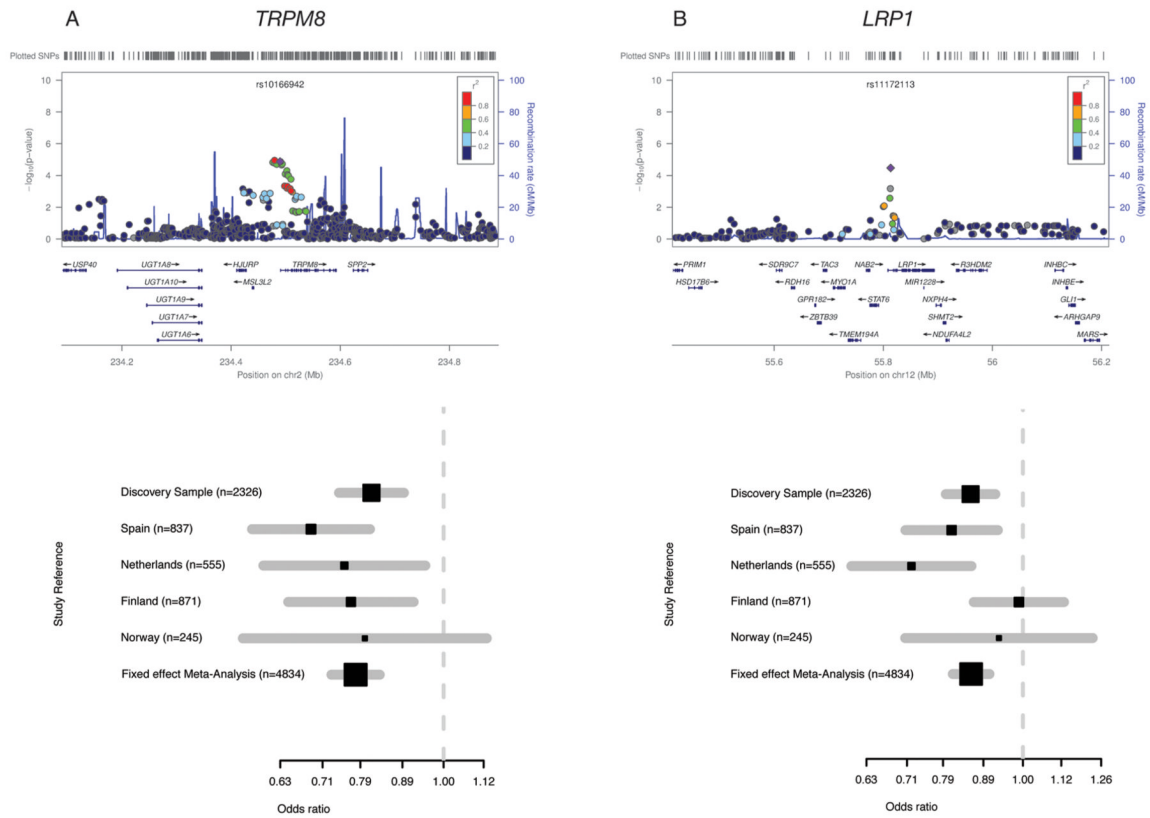 A TRPM8
Plotted SNPs
rs10166942
r²
0.8
0.6
0.4
0.2
10
8
6
4
2
0
−log₁₀(p−value)
100
80
60
40
20
0
Recombination rate (cM/Mb)
←USP40 UGT1A8→ ←HJURP TRPM8→ SPP2→
UGT1A10→ ←MSL3L2
UGT1A9→
UGT1A7→
UGT1A6→
234.2 234.4 234.6 234.8
Position on chr2 (Mb)
Study Reference
Discovery Sample (n=2326)
Spain (n=837)
Netherlands (n=555)
Finland (n=871)
Norway (n=245)
Fixed effect Meta-Analysis (n=4834)
0.63 0.71 0.79 0.89 1.00 1.12
Odds ratio
B LRP1
Plotted SNPs
rs11172113
r²
0.8
0.6
0.4
0.2
10
8
6
4
2
0
−log₁₀(p−value)
100
80
60
40
20
0
Recombination rate (cM/Mb)
←PRIM1 SDR9C7← ←TAC3 NAB2→ LRP1→ ←R3HDM2 INHBC→
HSD17B6→ ←RDH16 ←MYO1A MIR1228→ INHBE→
GPR182→ ←STAT6 NXPH4→ GLI1→
←ZBTB39 SHMT2→ ←ARHGAP9
←TMEM194A ←NDUFA4L2 MARS→
55.6 55.8 56 56.2
Position on chr12 (Mb)
Study Reference
Discovery Sample (n=2326)
Spain (n=837)
Netherlands (n=555)
Finland (n=871)
Norway (n=245)
Fixed effect Meta-Analysis (n=4834)
0.63 0.71 0.79 0.89 1.00 1.12 1.26
Odds ratio